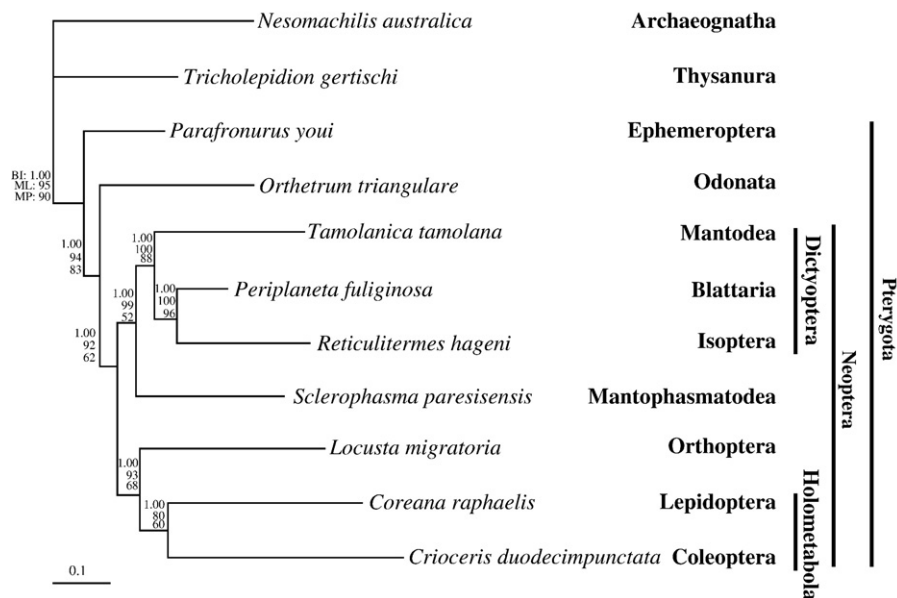 Nesomachilis australica Archaeognatha
Tricholepidion gertischi Thysanura
Parafronurus youi Ephemeroptera
BI: 1.00
ML: 95
MP: 90
Orthetrum triangulare Odonata
1.00
94
83
Tamolanica tamolana Mantodea
1.00
100
88
Periplaneta fuliginosa Blattaria
1.00
100
96
Reticulitermes hageni Isoptera
1.00
99
52
Dictyoptera
Pterygota
Neoptera
1.00
92
62
Sclerophasma paresisensis Mantophasmatodea
Locusta migratoria Orthoptera
1.00
93
68
Coreana raphaelis Lepidoptera
1.00
80
60
Crioceris duodecimpunctata Coleoptera
Holometabola
0.1